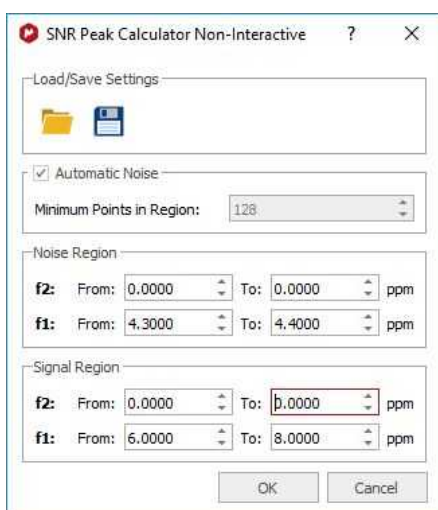 SNR Peak Calculator Non-Interactive ? ×
Load/Save Settings
Automatic Noise
Minimum Points in Region: 128
Noise Region
f2: From: 0.0000 To: 0.0000 ppm
f1: From: 4.3000 To: 4.4000 ppm
Signal Region
f2: From: 0.0000 To: 0.0000 ppm
f1: From: 6.0000 To: 8.0000 ppm
OK Cancel